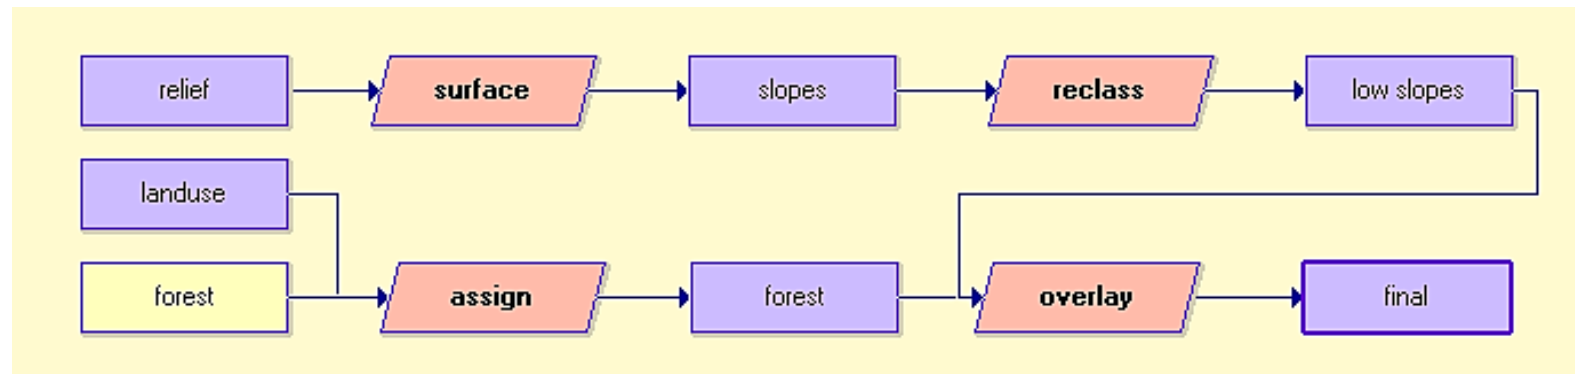 relief
surface
slopes
reclass
low slopes
landuse
forest
assign
forest
overlay
final